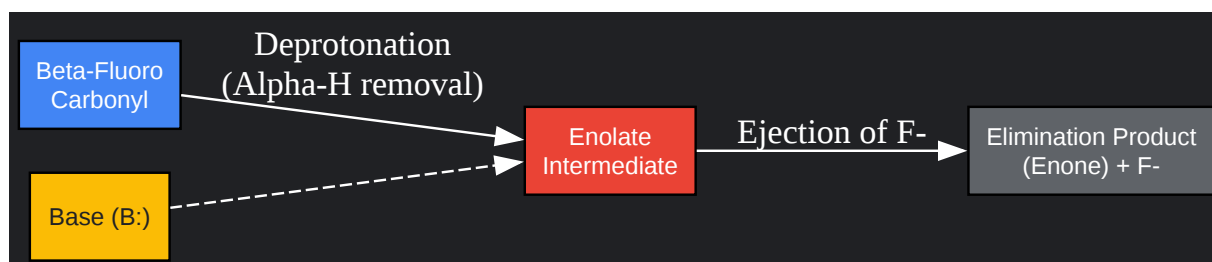 Beta-Fluoro
Carbonyl
Deprotonation
(Alpha-H removal)
Base (B:)
Enolate
Intermediate
Ejection of F-
Elimination Product
(Enone) + F-